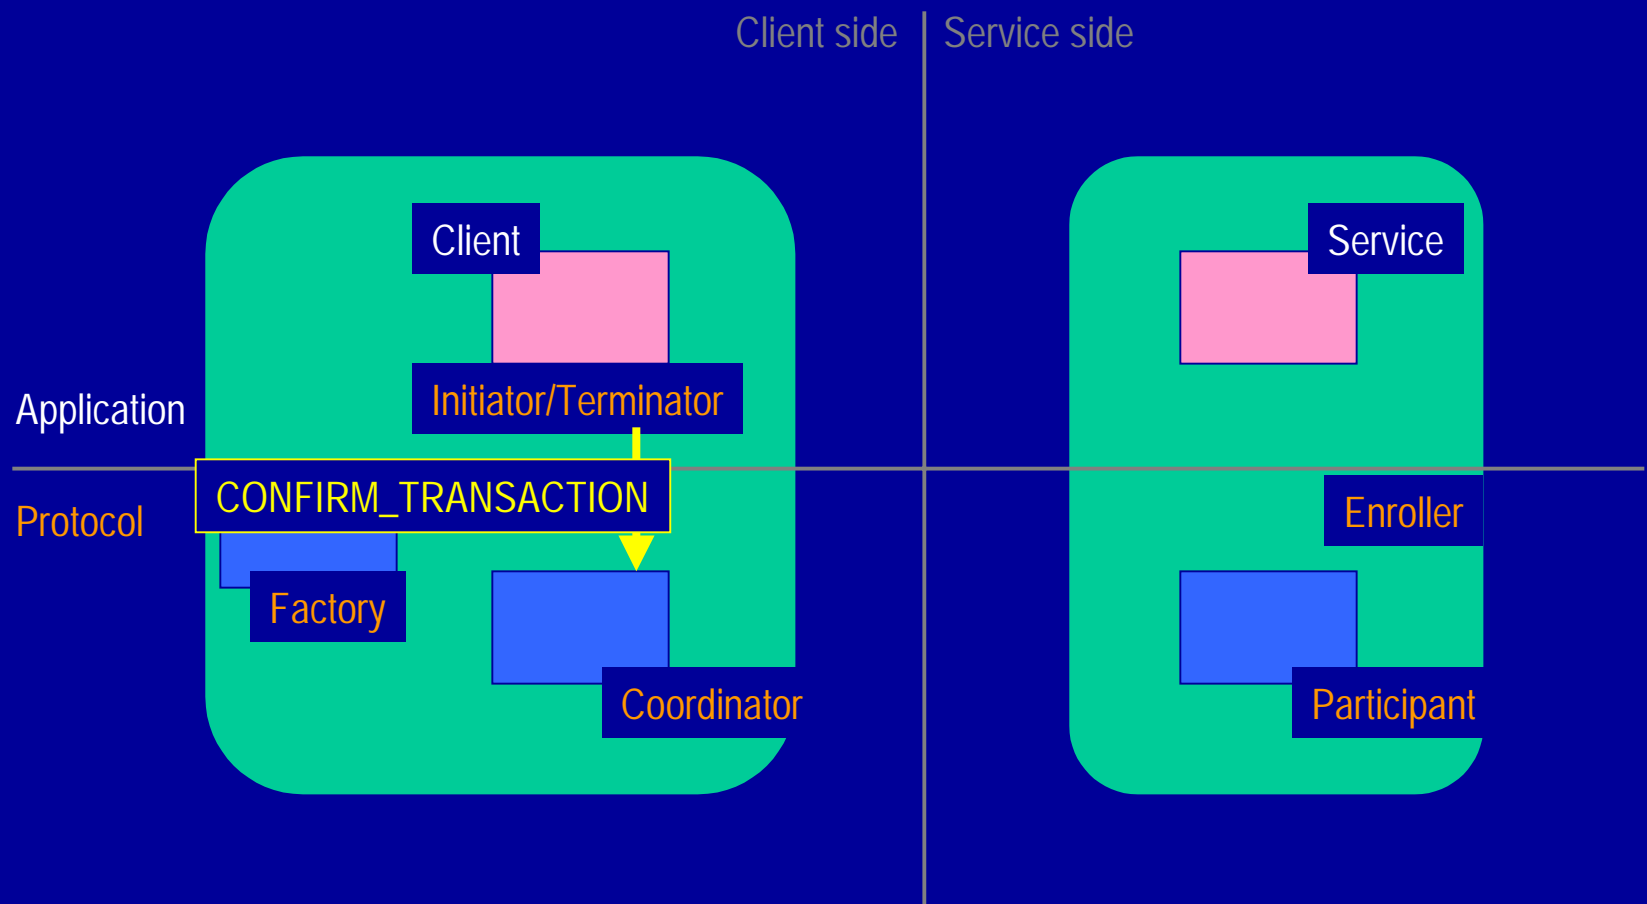 Client side
Service side
Client
Service
Initiator/Terminator
Application
CONFIRM_TRANSACTION
Protocol
Enroller
Factory
Coordinator
Participant